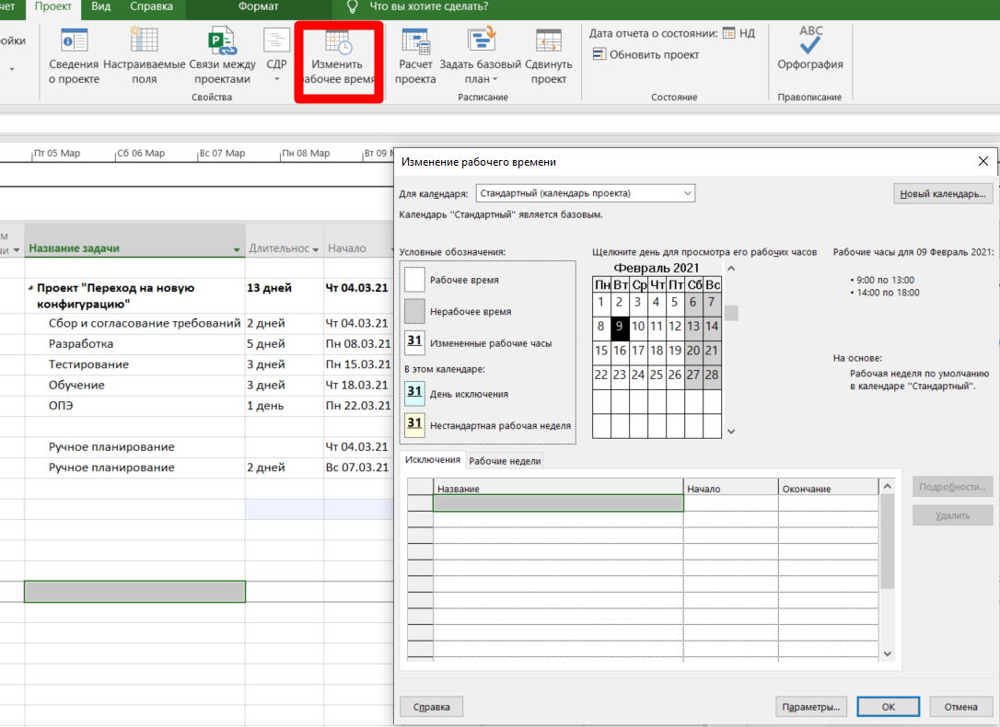 чет Проект Вид Справка Формат Что вы хотите сделать?
Сведения о проекте
Настраиваемые поля
Связи между проектами
СДР
Свойства
Изменить
рабочее время
Расчет проекта
Задать базовый план
Сдвинуть проект
Расписание
Дата отчета о состоянии: НД
Обновить проект
Состояние
ABC
Орфография
Правописание
Пт 05 Мар Сб 06 Мар Вс 07 Мар Пн 08 Мар Вт 09
Название задачи Длительнос Начало
Проект "Переход на новую конфигурацию" 13 дней Чт 04.03.21
Сбор и согласование требований 2 дней Чт 04.03.21
Разработка 5 дней Пн 08.03.21
Тестирование 3 дней Пн 15.03.21
Обучение 3 дней Чт 18.03.21
ОПЭ 1 день Пн 22.03.21
Ручное планирование Чт 04.03.21
Ручное планирование 2 дней Вс 07.03.21
Изменение рабочего времени
Для календаря: Стандартный (календарь проекта) Новый календарь...
Календарь "Стандартный" является базовым.
Условные обозначения:
Рабочее время
Нерабочее время
31 Измененные рабочие часы
В этом календаре:
31 День исключения
31 Нестандартная рабочая неделя
Щелкните день для просмотра его рабочих часов
Февраль 2021
Пн Вт Ср Чт Пт Сб Вс
1 2 3 4 5 6 7
8 9 10 11 12 13 14
15 16 17 18 19 20 21
22 23 24 25 26 27 28
Рабочие часы для 09 Февраль 2021:
• 9:00 по 13:00
• 14:00 по 18:00
На основе:
Рабочая неделя по умолчанию
в календаре "Стандартный".
Исключения Рабочие недели
Название Начало Окончание
Подробности...
Удалить
Справка Параметры... ОК Отмена